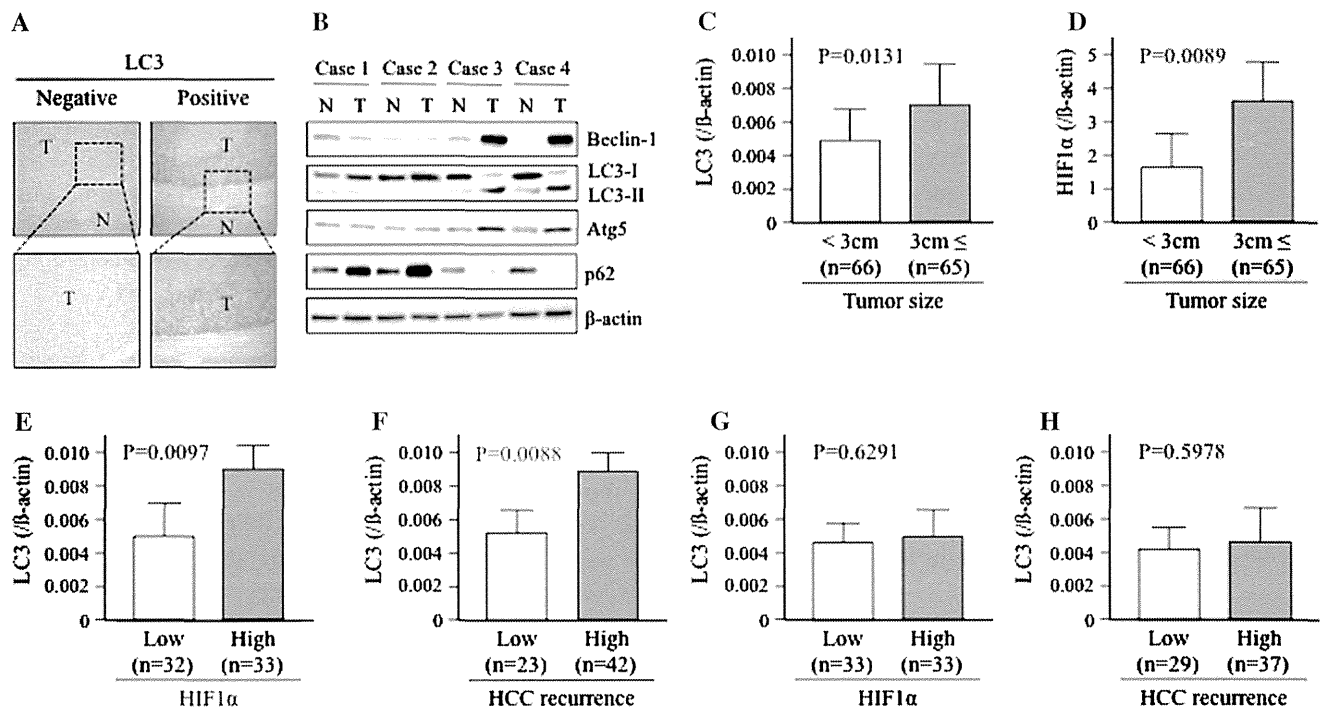 A
LC3
Negative Positive
T
N
T
N
T
T
B
Case 1 Case 2 Case 3 Case 4
N T N T N T N T
Beclin-1
LC3-I
LC3-II
Atg5
p62
β-actin
C
P=0.0131
LC3 (/ß-actin)
0.010
0.008
0.006
0.004
0.002
0
< 3cm 3cm ≤
(n=66) (n=65)
Tumor size
D
P=0.0089
HIF1α (/ß-actin)
5
4
3
2
1
0
< 3cm 3cm ≤
(n=66) (n=65)
Tumor size
E
P=0.0097
LC3 (/ß-actin)
0.010
0.008
0.006
0.004
0.002
0
Low High
(n=32) (n=33)
HIF1α
F
P=0.0088
LC3 (/ß-actin)
0.010
0.008
0.006
0.004
0.002
0
Low High
(n=23) (n=42)
HCC recurrence
G
P=0.6291
LC3 (/ß-actin)
0.010
0.008
0.006
0.004
0.002
0
Low High
(n=33) (n=33)
HIF1α
H
P=0.5978
LC3 (/ß-actin)
0.010
0.008
0.006
0.004
0.002
0
Low High
(n=29) (n=37)
HCC recurrence